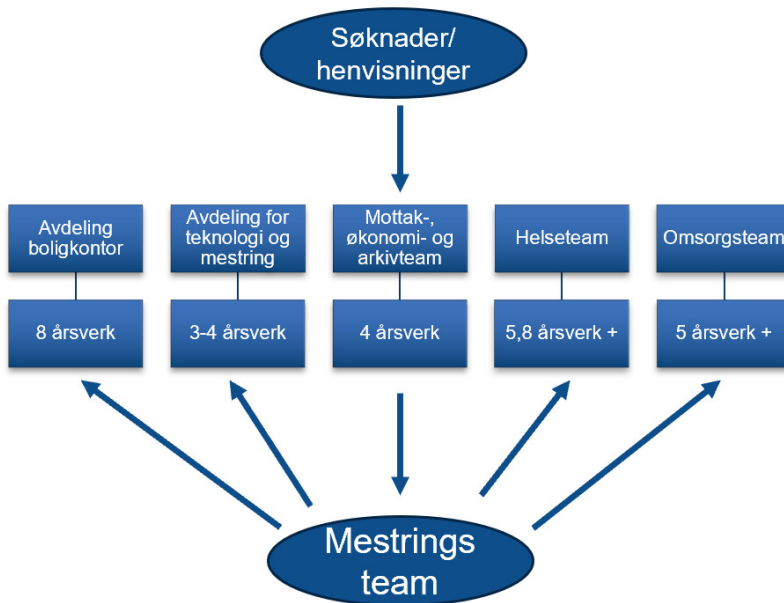 Søknader/
henvisninger
Avdeling
boligkontor
Avdeling for
teknologi og
mestring
Mottak-,
økonomi- og
arkivteam
Helseteam
Omsorgsteam
8 årsverk
3-4 årsverk
4 årsverk
5,8 årsverk +
5 årsverk +
Mestrings
team